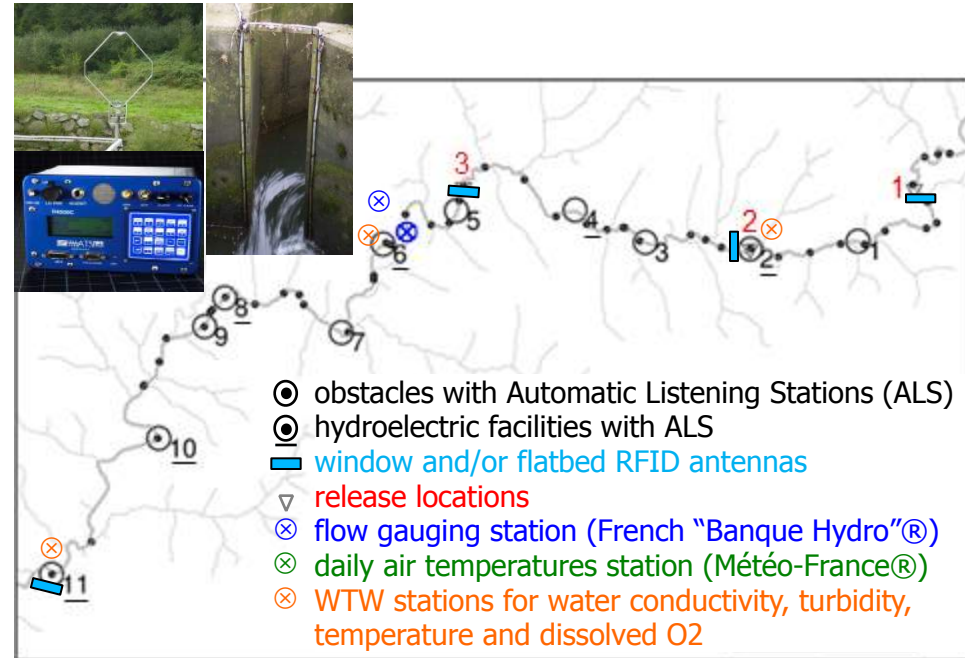 3
1
2
5
4
6
3
2
1
8
9
7
10
11
obstacles with Automatic Listening Stations (ALS)
hydroelectric facilities with ALS
window and/or flatbed RFID antennas
release locations
flow gauging station (French “Banque Hydro”®)
daily air temperatures station (Météo-France®)
WTW stations for water conductivity, turbidity,
temperature and dissolved O2